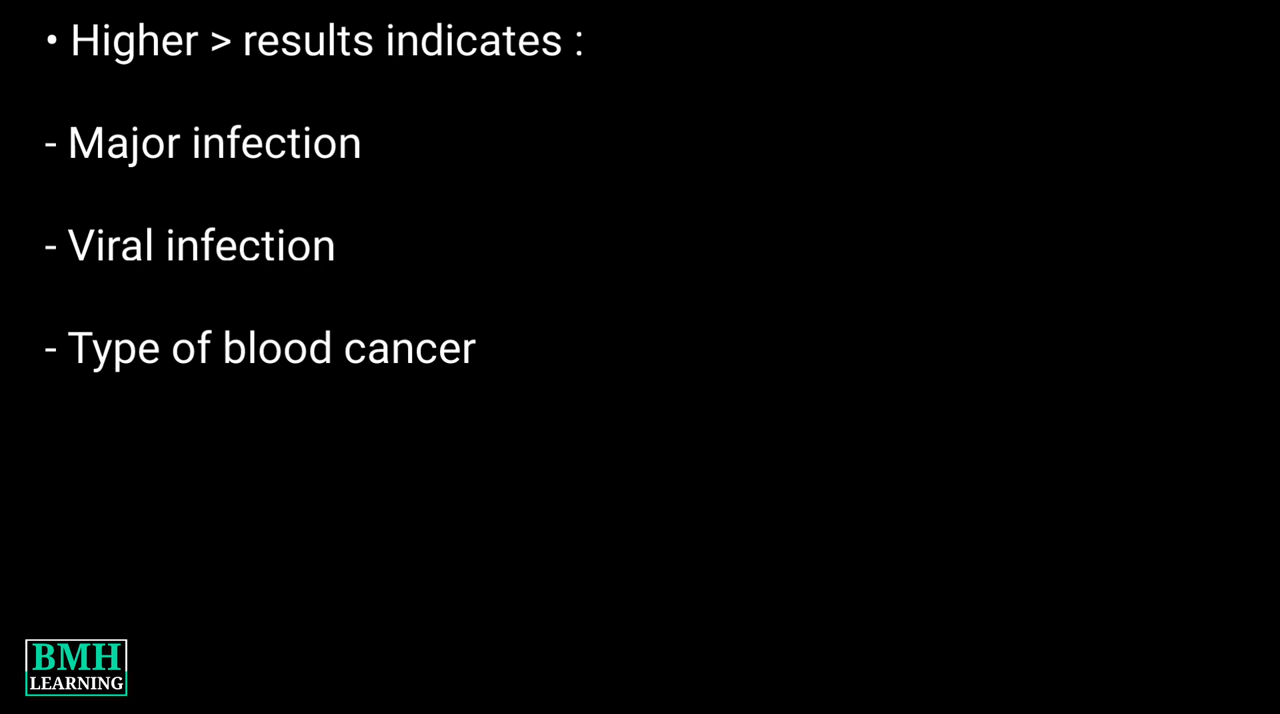 • Higher > results indicates :
- Major infection
- Viral infection
- Type of blood cancer
BMH
LEARNING